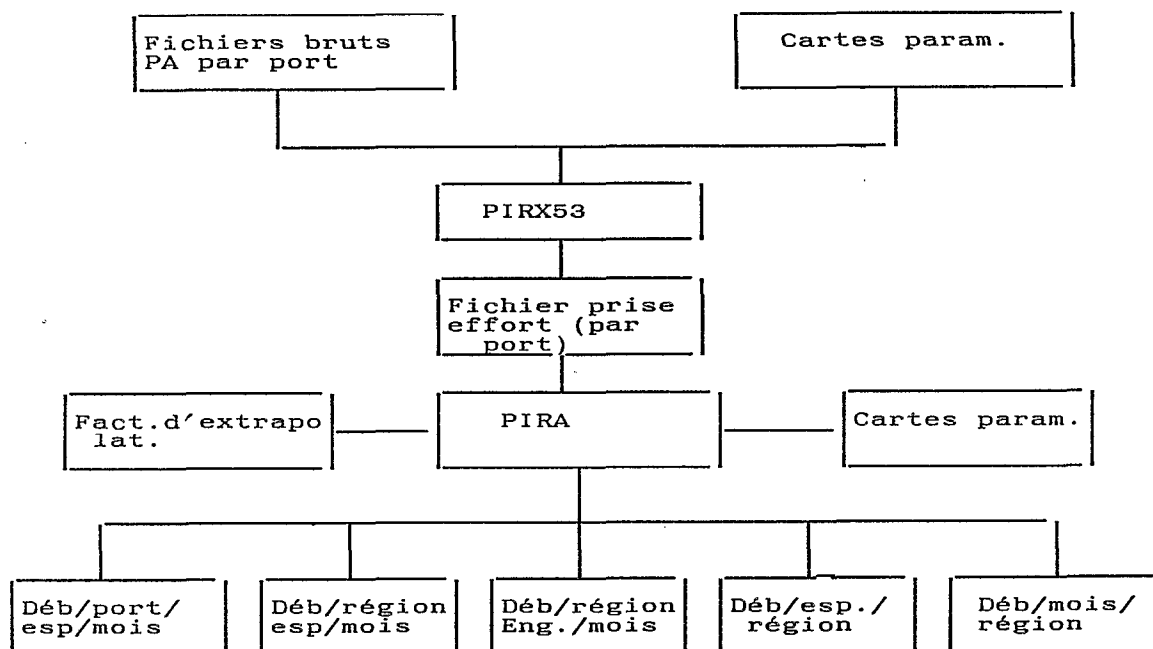 Fichiers bruts
PA par port
Cartes param.
PIRX53
Fichier prise
effort (par
port)
Fact.d'extrapo
lat.
PIRA
Cartes param.
Déb/port/
esp/mois
Déb/région
esp/mois
Déb/région
Eng./mois
Déb/esp./
région
Déb/mois/
région